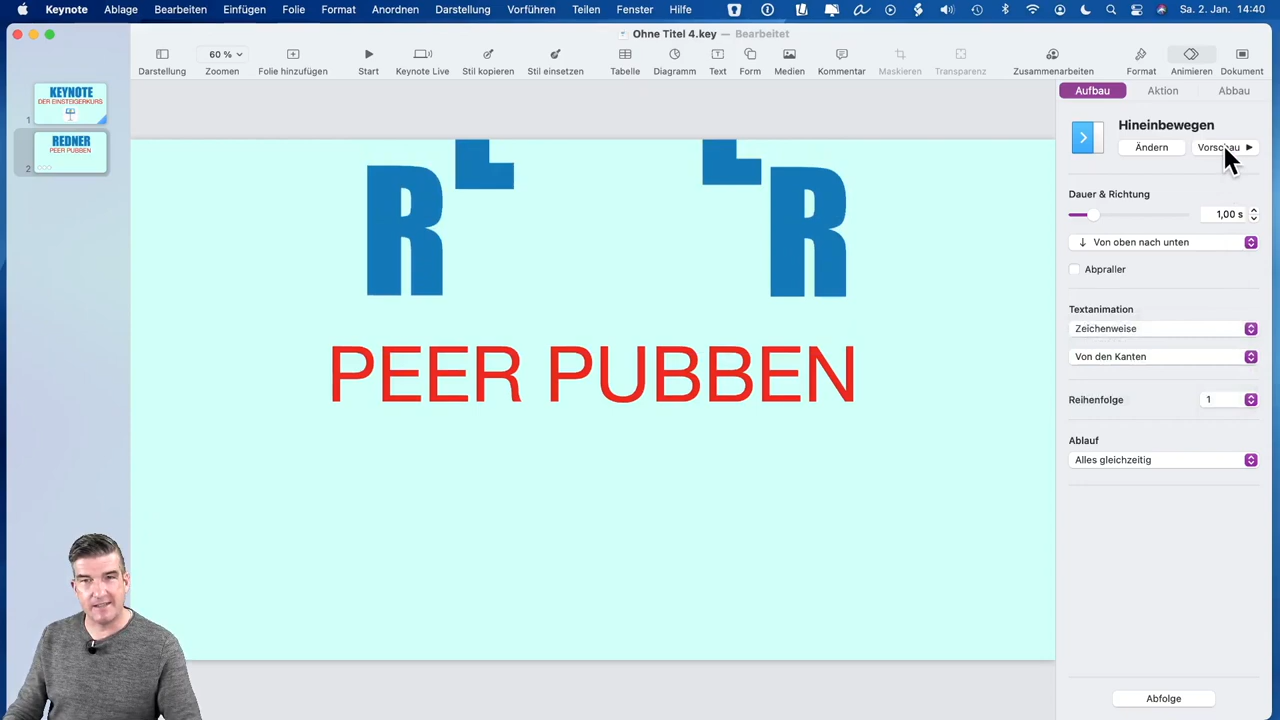 Keynote Ablage Bearbeiten Einfügen Folie Format Anordnen Darstellung Vorführen Teilen Fenster Hilfe Sa. 2. Jan. 14:40
Ohne Titel 4.key — Bearbeitet
60 %
Darstellung Zoomen Folie hinzufügen Start Keynote Live Stil kopieren Stil einsetzen Tabelle Diagramm Text Form Medien Kommentar Maskieren Transparenz Zusammenarbeiten Format Animieren Dokument
1
KEYNOTE
DER EINSTEIGERKURS
2
REDNER
PEER PUBBEN
R R
PEER PUBBEN
Aufbau Aktion Abbau
Hineinbewegen
Ändern Vorschau
Dauer & Richtung
1,00 s
Von oben nach unten
Abpraller
Textanimation
Zeichenweise
Von den Kanten
Reihenfolge 1
Ablauf
Alles gleichzeitig
Abfolge